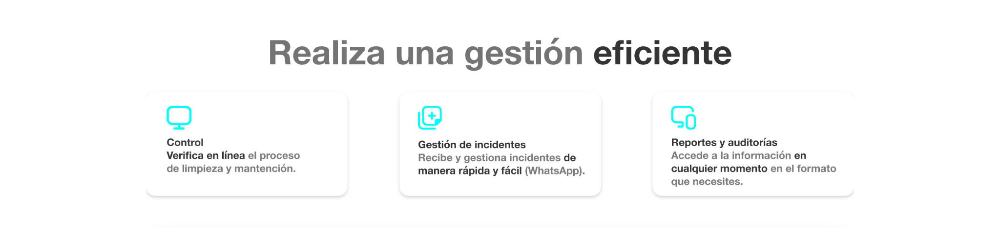 Realiza una gestión eficiente
Control
Verifica en línea el proceso
de limpieza y mantención.
Gestión de incidentes
Recibe y gestiona incidentes de
manera rápida y fácil (WhatsApp).
Reportes y auditorías
Accede a la información en
cualquier momento en el formato
que necesites.